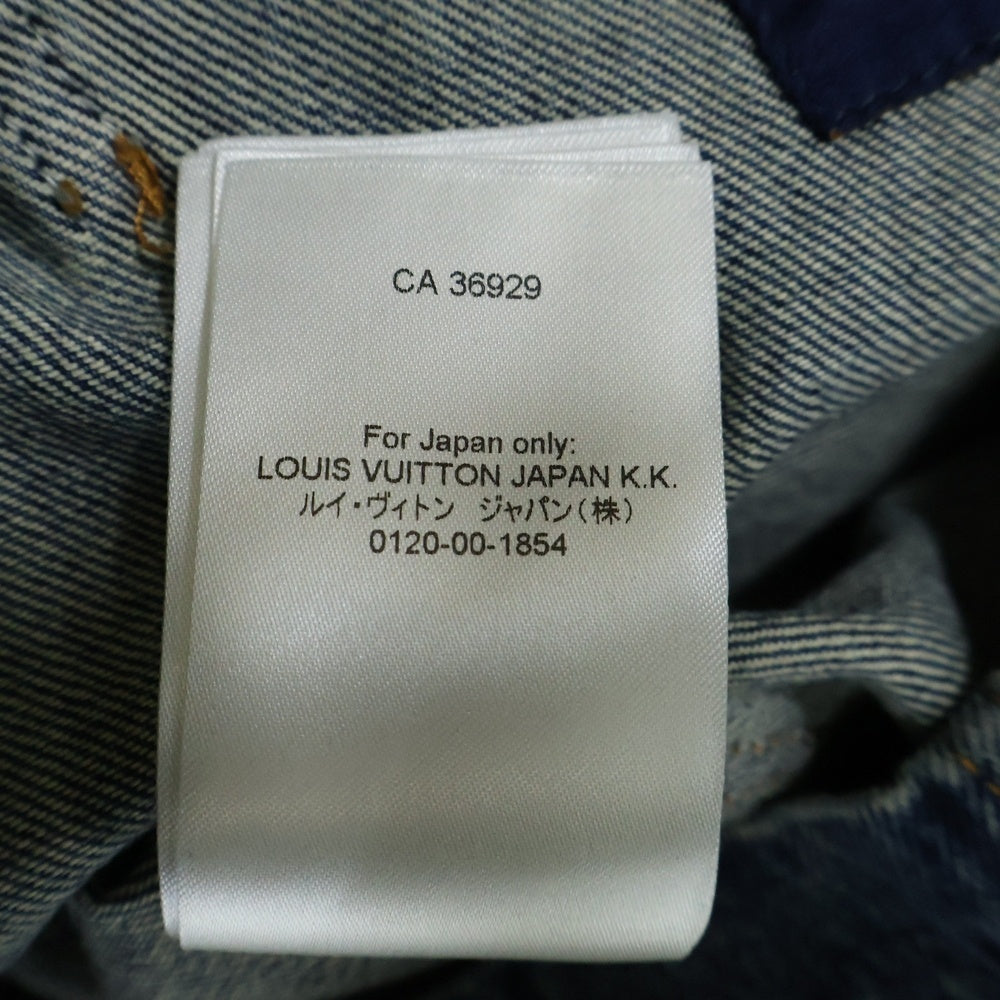 CA 36929
For Japan only:
LOUIS VUITTON JAPAN K.K.
ルイ・ヴィトン　ジャパン（株）
0120-00-1854